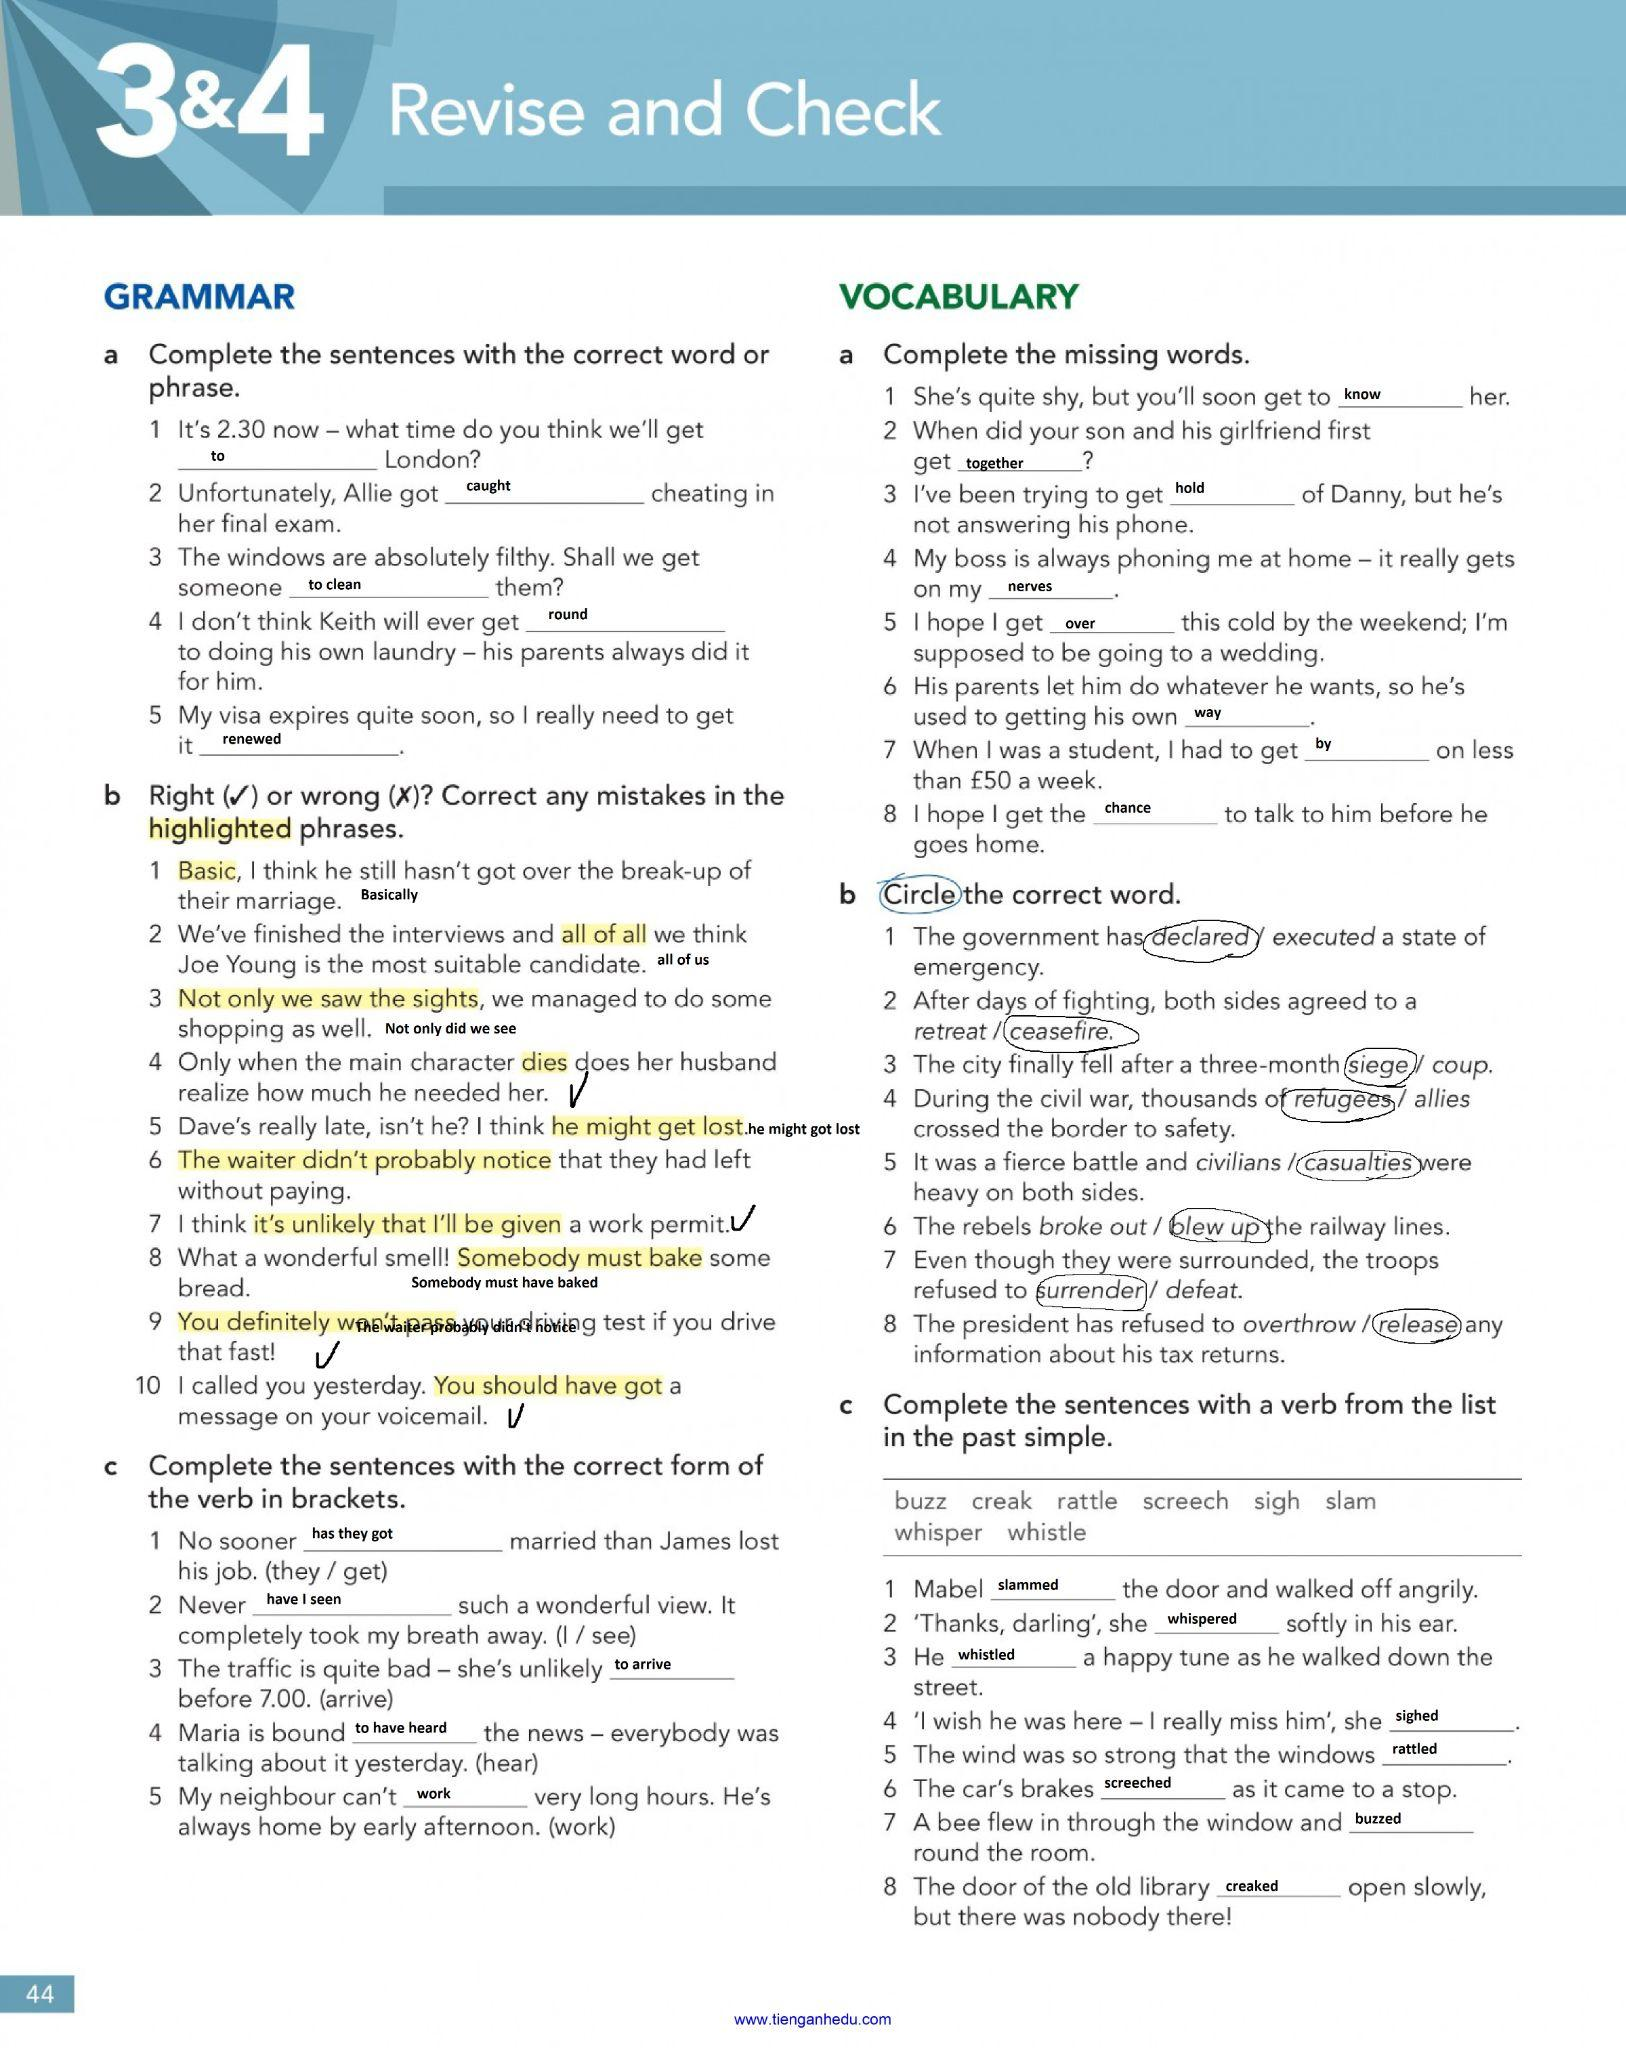 3&4 Revise and Check
GRAMMAR
a Complete the sentences with the correct word or
phrase.
1 It's 2.30 now – what time do you think we'll get
to London?
2 Unfortunately, Allie got caught cheating in
her final exam.
3 The windows are absolutely filthy. Shall we get
someone to clean them?
4 I don't think Keith will ever get round
to doing his own laundry – his parents always did it
for him.
5 My visa expires quite soon, so I really need to get
it renewed.
b Right (✓) or wrong (✗)? Correct any mistakes in the
highlighted phrases.
1 Basic, I think he still hasn't got over the break-up of
their marriage. Basically
2 We've finished the interviews and all of all we think
Joe Young is the most suitable candidate. all of us
3 Not only we saw the sights, we managed to do some
shopping as well. Not only did we see
4 Only when the main character dies does her husband
realize how much he needed her. ✓
5 Dave's really late, isn't he? I think he might get lost. he might got lost
6 The waiter didn't probably notice that they had left
without paying.
7 I think it's unlikely that I'll be given a work permit. ✓
8 What a wonderful smell! Somebody must bake some
bread. Somebody must have baked
9 You definitely won't pass your driving test if you drive
The waiter probably didn't notice
that fast! ✓
10 I called you yesterday. You should have got a
message on your voicemail. ✓
c Complete the sentences with the correct form of
the verb in brackets.
1 No sooner has they got married than James lost
his job. (they / get)
2 Never have I seen such a wonderful view. It
completely took my breath away. (I / see)
3 The traffic is quite bad – she's unlikely to arrive
before 7.00. (arrive)
4 Maria is bound to have heard the news – everybody was
talking about it yesterday. (hear)
5 My neighbour can't work very long hours. He's
always home by early afternoon. (work)
VOCABULARY
a Complete the missing words.
1 She's quite shy, but you'll soon get to know her.
2 When did your son and his girlfriend first
get together?
3 I've been trying to get hold of Danny, but he's
not answering his phone.
4 My boss is always phoning me at home – it really gets
on my nerves.
5 I hope I get over this cold by the weekend; I'm
supposed to be going to a wedding.
6 His parents let him do whatever he wants, so he's
used to getting his own way.
7 When I was a student, I had to get by on less
than £50 a week.
8 I hope I get the chance to talk to him before he
goes home.
b Circle the correct word.
1 The government has declared / executed a state of
emergency.
2 After days of fighting, both sides agreed to a
retreat / ceasefire.
3 The city finally fell after a three-month siege / coup.
4 During the civil war, thousands of refugees / allies
crossed the border to safety.
5 It was a fierce battle and civilians / casualties were
heavy on both sides.
6 The rebels broke out / blew up the railway lines.
7 Even though they were surrounded, the troops
refused to surrender / defeat.
8 The president has refused to overthrow / release any
information about his tax returns.
c Complete the sentences with a verb from the list
in the past simple.
buzz creak rattle screech sigh slam
whisper whistle
1 Mabel slammed the door and walked off angrily.
2 'Thanks, darling', she whispered softly in his ear.
3 He whistled a happy tune as he walked down the
street.
4 'I wish he was here – I really miss him', she sighed.
5 The wind was so strong that the windows rattled.
6 The car's brakes screeched as it came to a stop.
7 A bee flew in through the window and buzzed
round the room.
8 The door of the old library creaked open slowly,
but there was nobody there!
44
www.tienganhedu.com